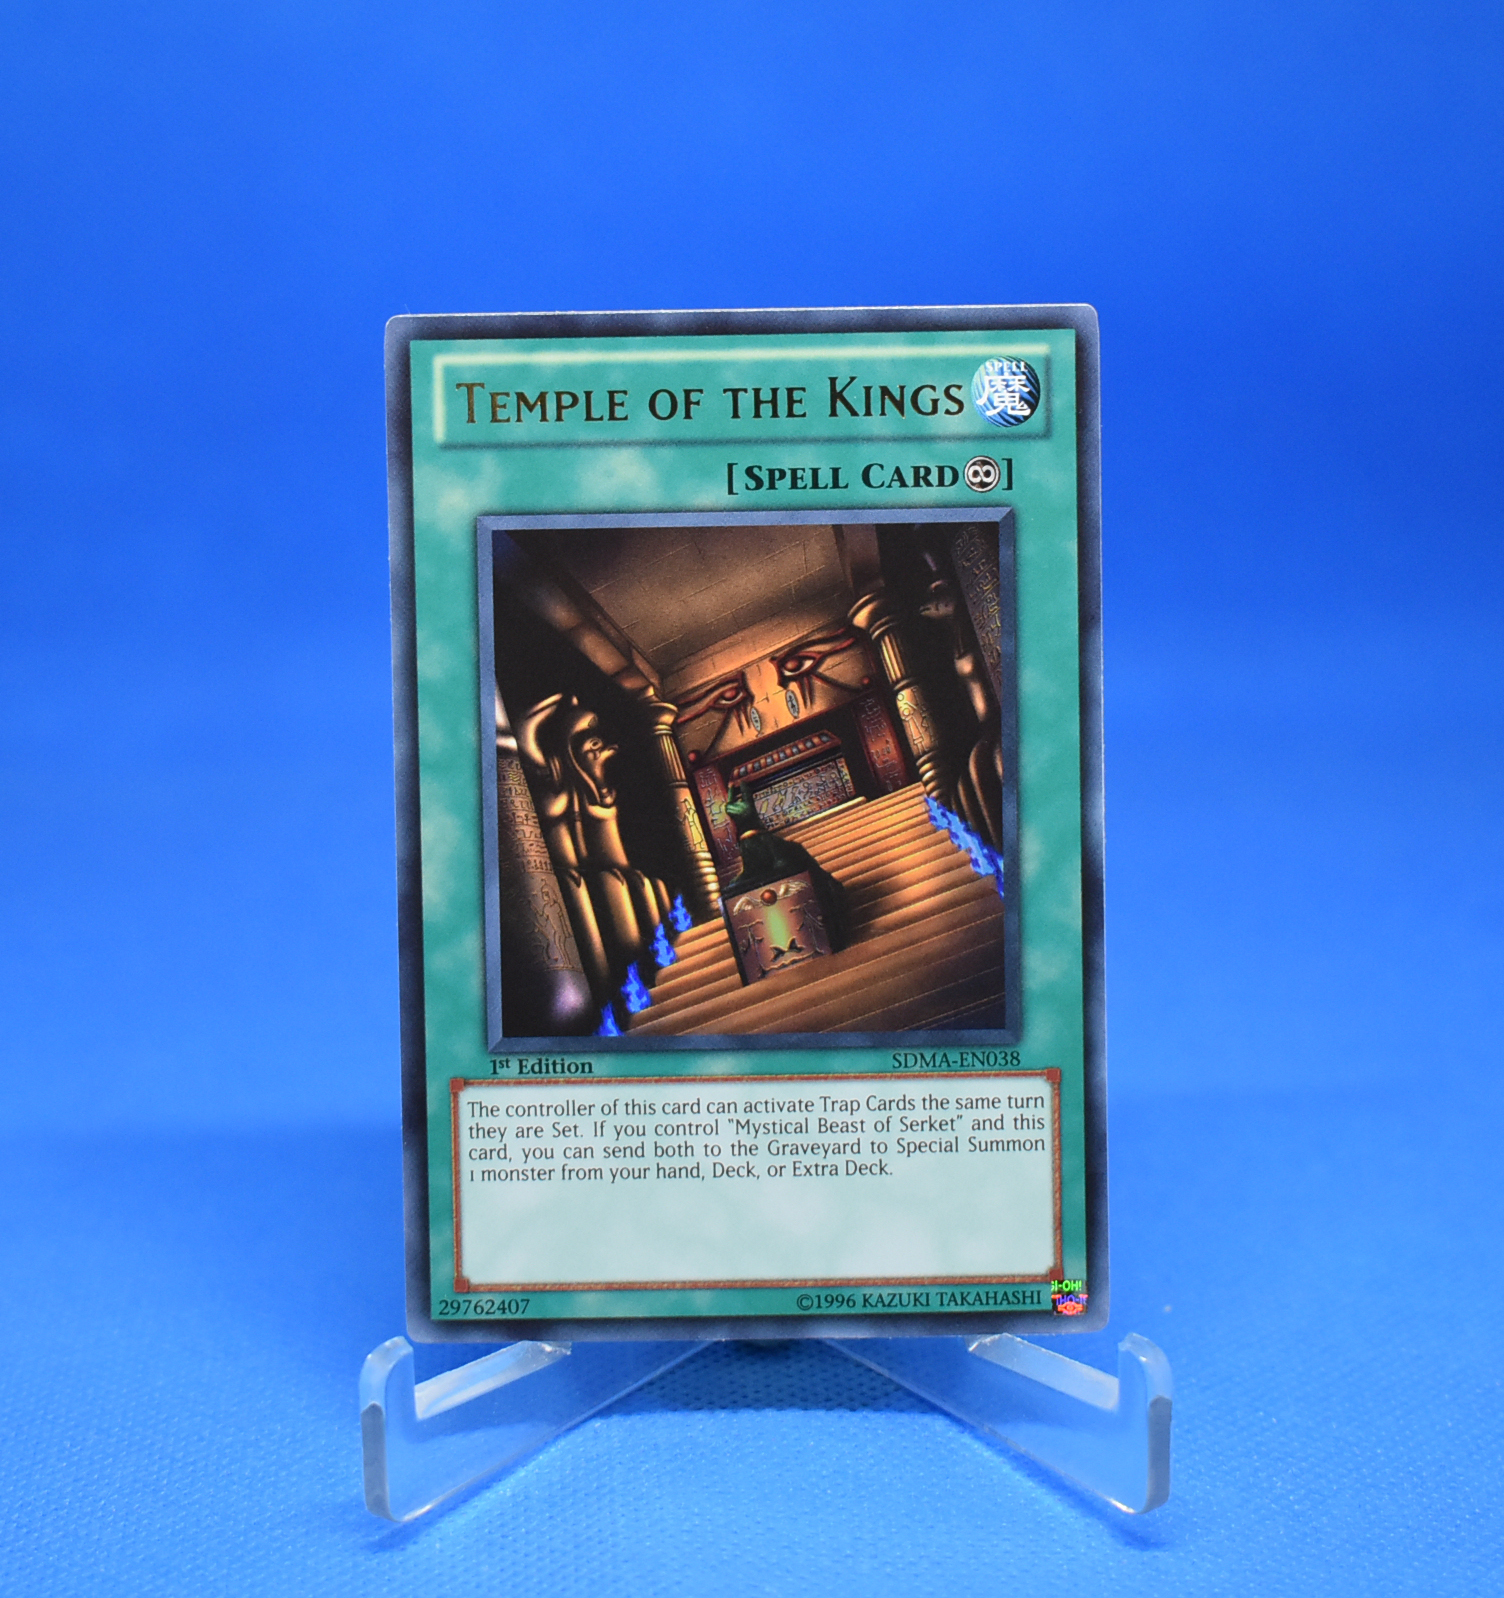 TEMPLE OF THE KINGS
SPELL
魔
[SPELL CARD∞]
1st Edition
SDMA-EN038
The controller of this card can activate Trap Cards the same turn
they are Set. If you control "Mystical Beast of Serket" and this
card, you can send both to the Graveyard to Special Summon
1 monster from your hand, Deck, or Extra Deck.
29762407
©1996 KAZUKI TAKAHASHI
GI-OH!